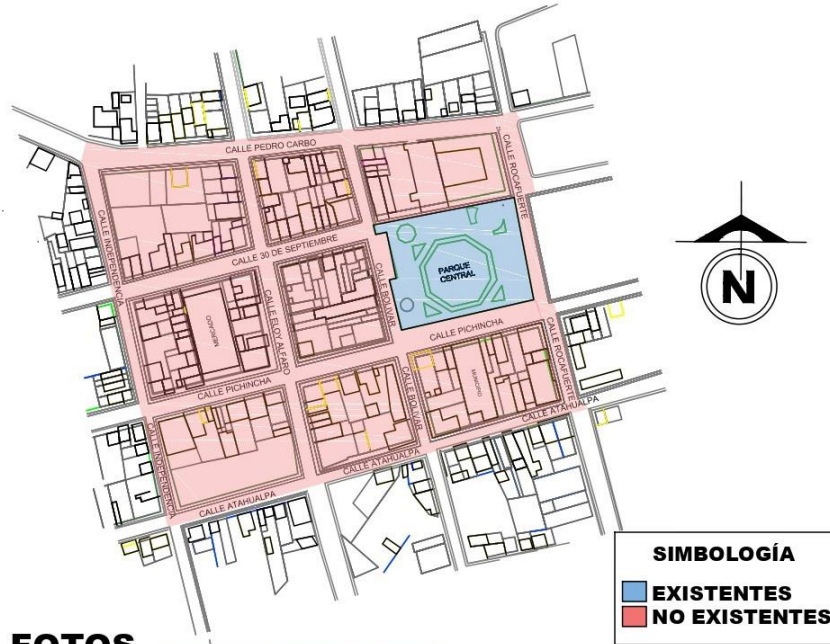 CALLE PEDRO CARBO
CALLE ROCAFUERTE
CALLE INDEPENDENCIA
CALLE 30 DE SEPTIEMBRE
PARQUE
CENTRAL
CALLE BOLIVAR
CALLE ELOY ALFARO
MERCADO
N
CALLE PICHINCHA
CALLE PICHINCHA
CALLE ROCAFUERTE
CALLE BOLIVAR
MUNICIPIO
CALLE ATAHUALPA
CALLE INDEPENDENCIA
CALLE ATAHUALPA
CALLE ATAHUALPA
SIMBOLOGÍA
EXISTENTES
NO EXISTENTES
FOTOS